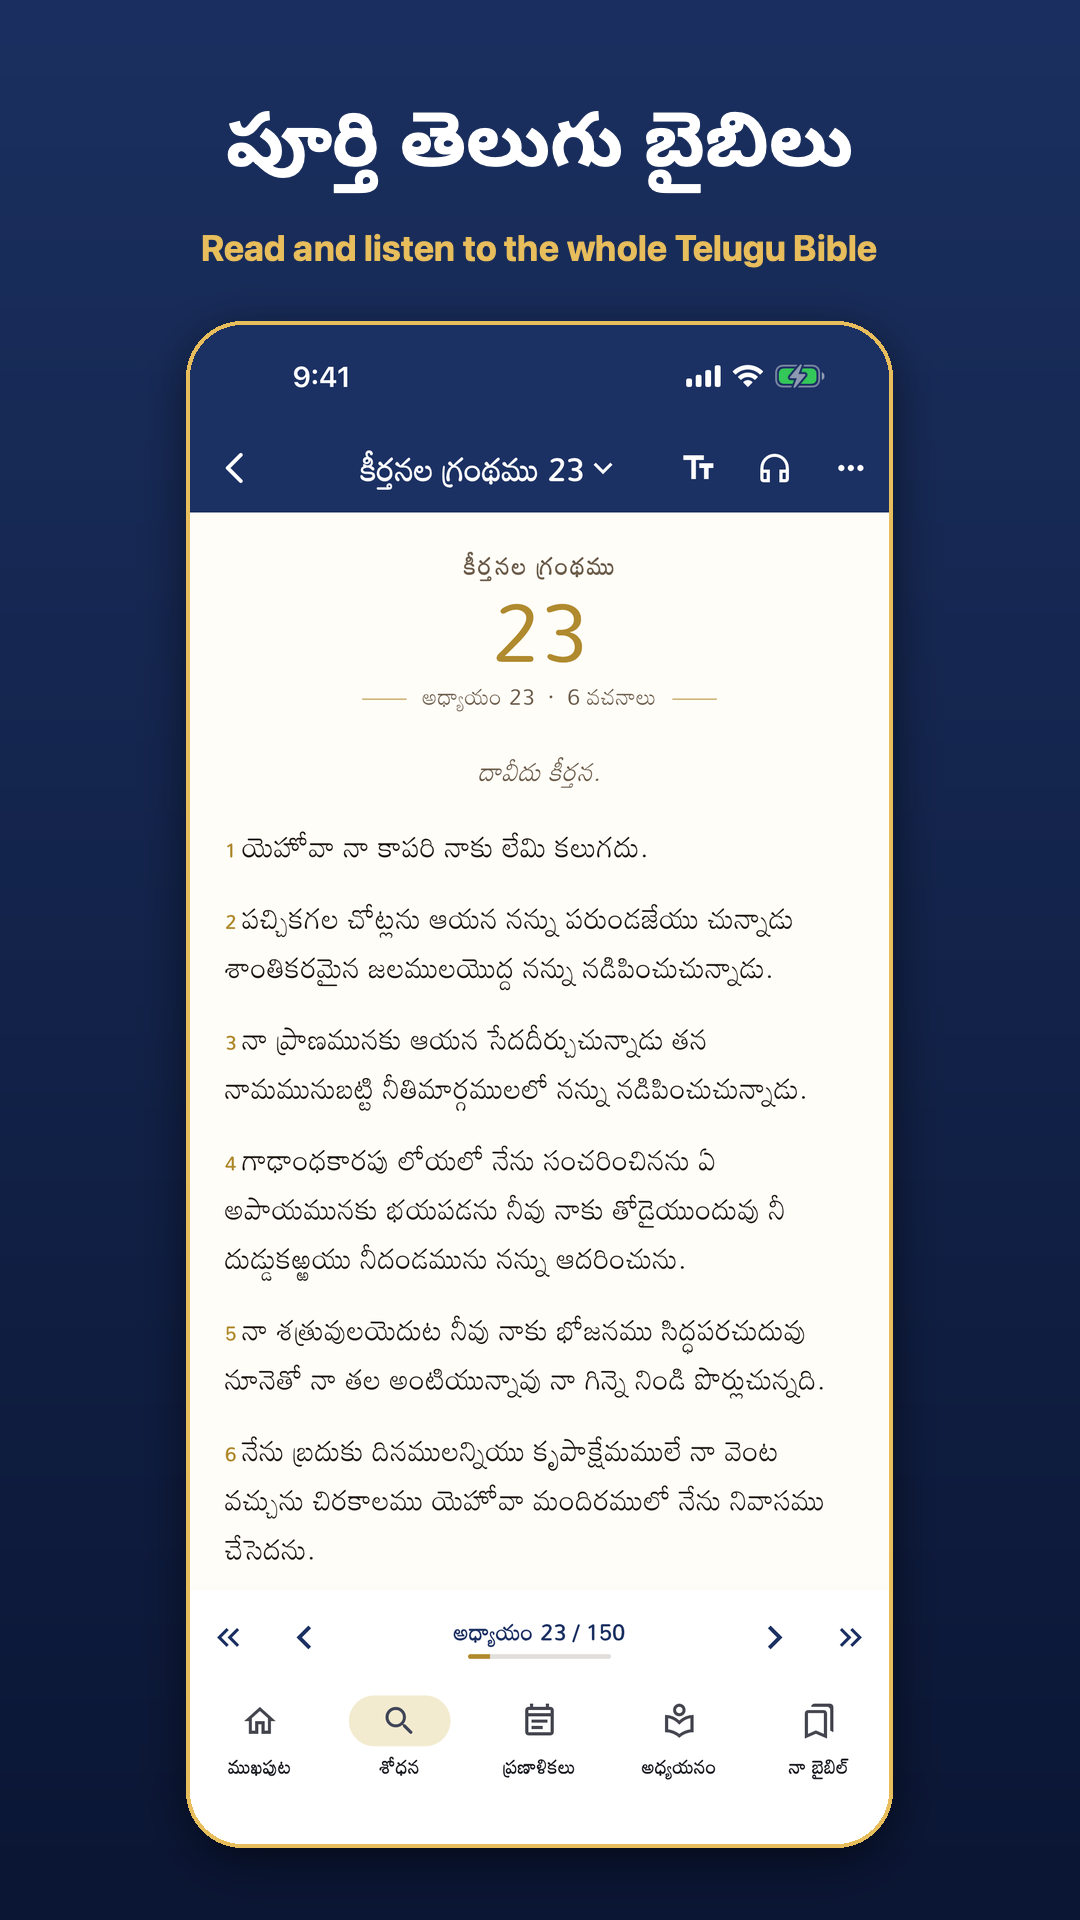 పూర్తి తెలుగు బైబిలు
Read and listen to the whole Telugu Bible
9:41
కీర్తనల గ్రంథము 23
కీర్తనల గ్రంథము
23
అధ్యాయం 23 · 6 వచనాలు
దావీదు కీర్తన.
1 యెహోవా నా కాపరి నాకు లేమి కలుగదు.
2 పచ్చికగల చోట్లను ఆయన నన్ను పరుండజేయు చున్నాడు
శాంతికరమైన జలములయొద్ద నన్ను నడిపించుచున్నాడు.
3 నా ప్రాణమునకు ఆయన సేదదీర్చుచున్నాడు తన
నామమునుబట్టి నీతిమార్గములలో నన్ను నడిపించుచున్నాడు.
4 గాఢాంధకారపు లోయలో నేను సంచరించినను ఏ
అపాయమునకు భయపడను నీవు నాకు తోడైయుందువు నీ
దుడ్డుకఱ్ఱయు నీదండమును నన్ను ఆదరించును.
5 నా శత్రువులయెదుట నీవు నాకు భోజనము సిద్ధపరచుదువు
నూనెతో నా తల అంటియున్నావు నా గిన్నె నిండి పొర్లుచున్నది.
6 నేను బ్రదుకు దినములన్నియు కృపాక్షేమములే నా వెంట
వచ్చును చిరకాలము యెహోవా మందిరములో నేను నివాసము
చేసెదను.
అధ్యాయం 23 / 150
ముఖపుట
శోధన
ప్రణాళికలు
అధ్యయనం
నా బైబిల్